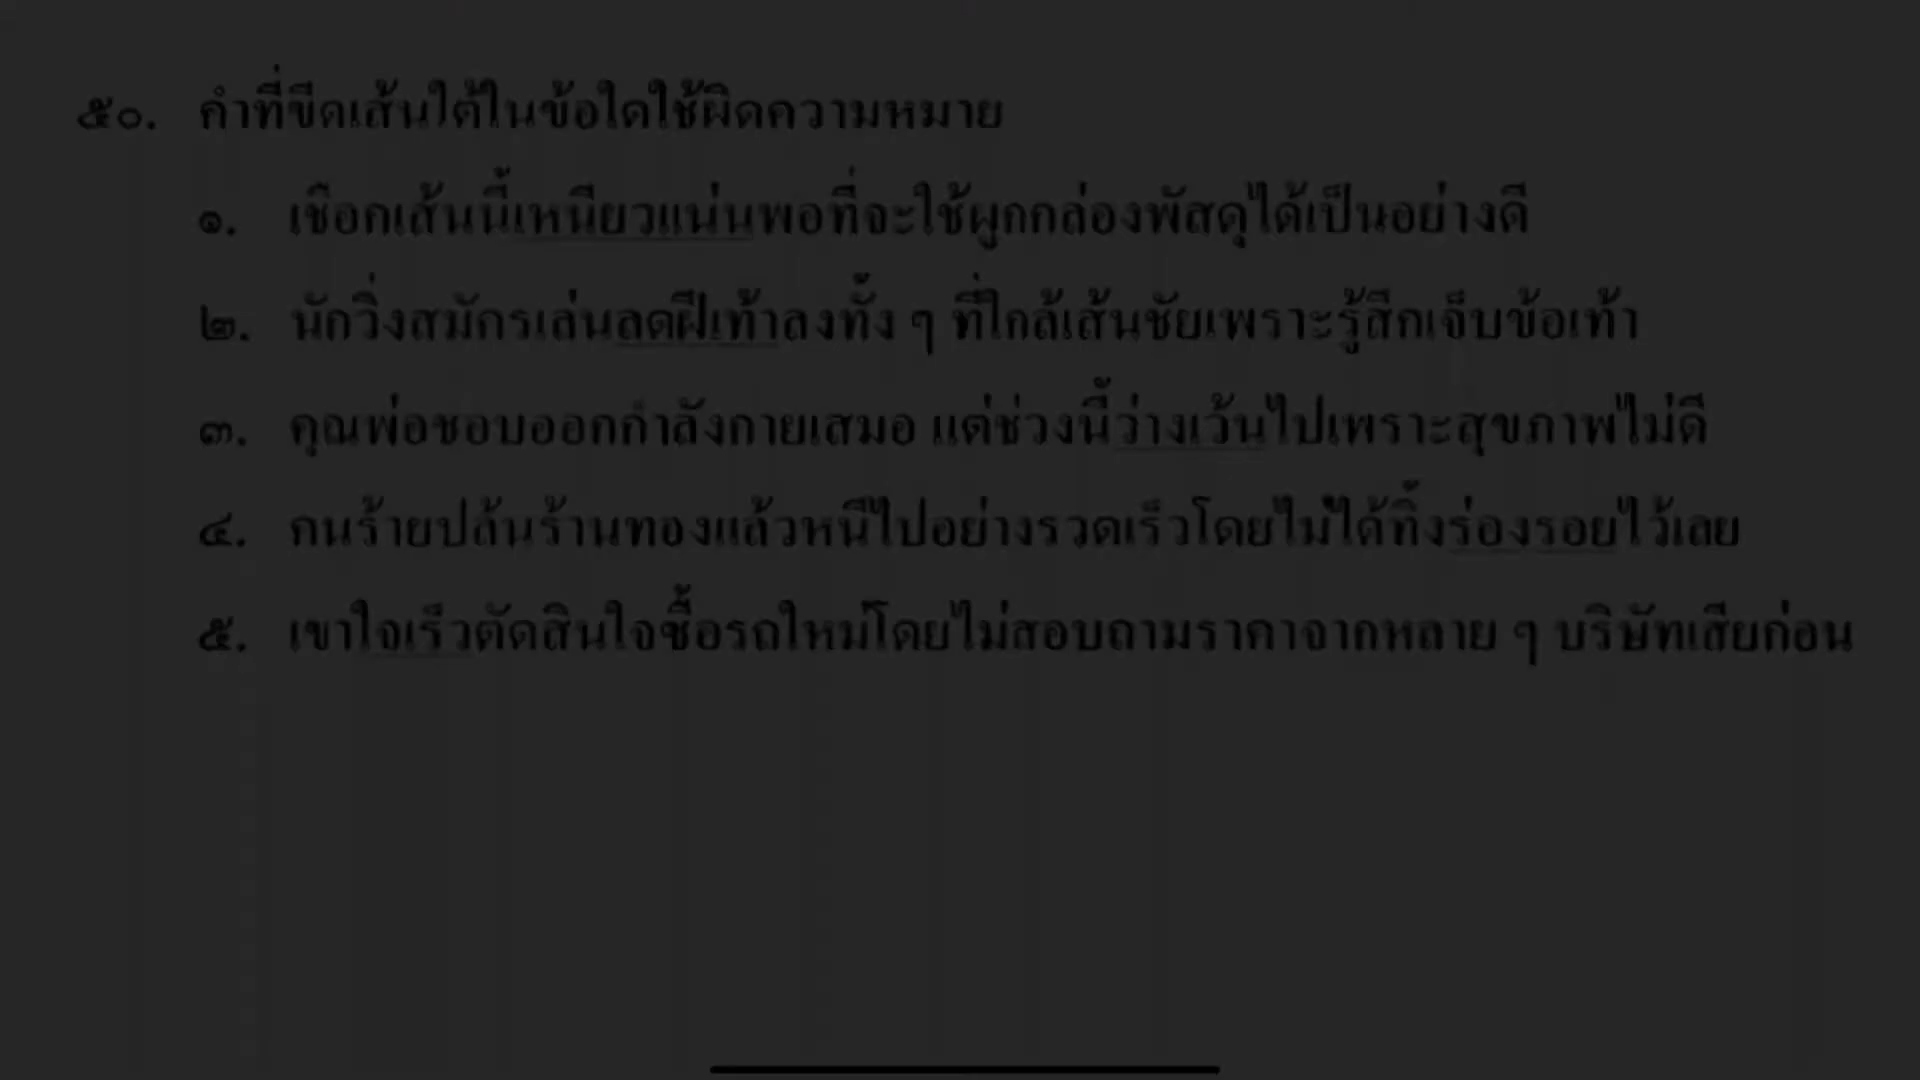 ๕๐. คำที่ขีดเส้นใต้ในข้อใดใช้ผิดความหมาย
๑. เชือกเส้นนี้เหนียวแน่นพอที่จะใช้ผูกกล่องพัสดุได้เป็นอย่างดี
๒. นักวิ่งสมัครเล่นลดฝีเท้าลงทั้ง ๆ ที่ใกล้เส้นชัยเพราะรู้สึกเจ็บข้อเท้า
๓. คุณพ่อชอบออกกำลังกายเสมอ แต่ช่วงนี้ว่างเว้นไปเพราะสุขภาพไม่ดี
๔. คนร้ายปล้นร้านทองแล้วหนีไปอย่างรวดเร็วโดยไม่ได้ทิ้งร่องรอยไว้เลย
๕. เขาใจเร็วตัดสินใจซื้อรถใหม่โดยไม่สอบถามราคาจากหลาย ๆ บริษัทเสียก่อน